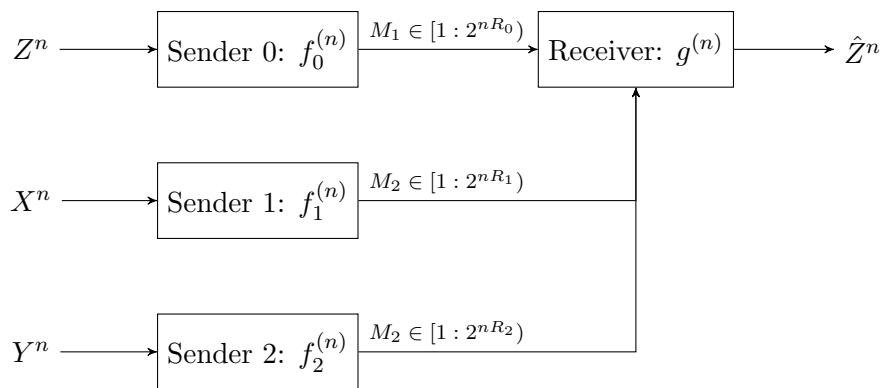 Z^n Sender 0: f_0^{(n)} M_1 ∈ [1 : 2^{nR_0}) Receiver: g^{(n)} \hat{Z}^n
X^n Sender 1: f_1^{(n)} M_2 ∈ [1 : 2^{nR_1})
Y^n Sender 2: f_2^{(n)} M_2 ∈ [1 : 2^{nR_2})